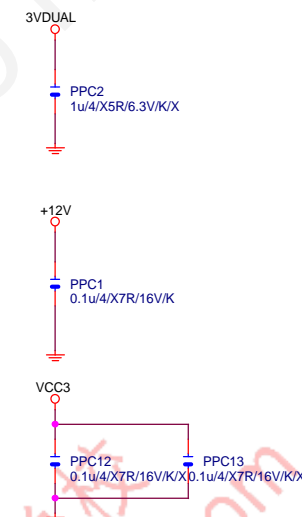 3VDUAL
PPC2
1u/4/X5R/6.3V/K/X
+12V
PPC1
0.1u/4/X7R/16V/K
VCC3
PPC12 PPC13
0.1u/4/X7R/16V/K/X 0.1u/4/X7R/16V/K/X